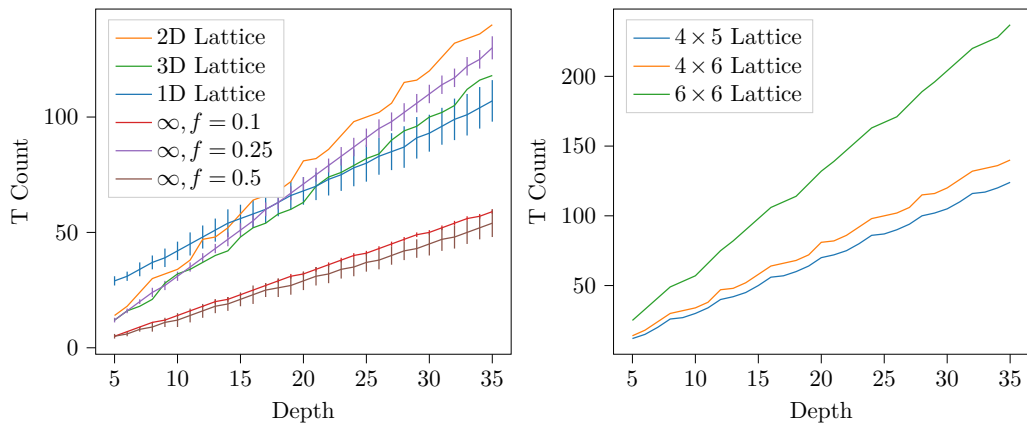 2D Lattice
3D Lattice
1D Lattice
∞, f = 0.1
∞, f = 0.25
∞, f = 0.5
T Count
100
50
0
5 10 15 20 25 30 35
Depth
4 × 5 Lattice
4 × 6 Lattice
6 × 6 Lattice
T Count
200
150
100
50
5 10 15 20 25 30 35
Depth